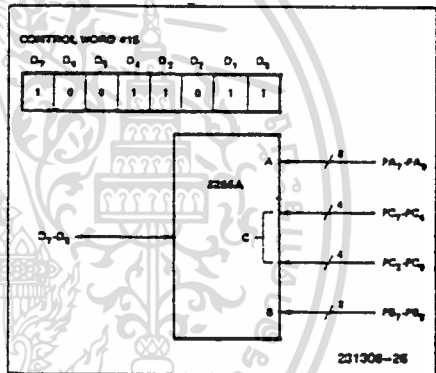 CONTROL WORD #15
D7 D6 D5 D4 D3 D2 D1 D0
1 0 0 1 1 0 1 1
8255A
A
8
PA7-PA0
4
PC7-PC4
C
D7-D0
4
PC3-PC0
B
8
PB7-PB0
231308-26